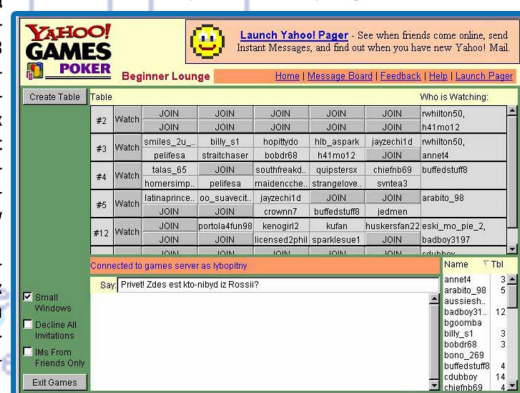 YAHOO!
GAMES
POKER
Launch Yahoo! Pager - See when friends come online, send
Instant Messages, and find out when you have new Yahoo! Mail.
Beginner Lounge
Home | Message Board | Feedback | Help | Launch Pager
Create Table
Table Who is Watching:
#2 Watch JOIN JOIN JOIN JOIN JOIN rwhilton50,
JOIN JOIN JOIN JOIN JOIN h41mo12
#3 Watch smiles_2u_.. billy_s1 hopittydo hlb_aspark jayzechi1d rwhilton50,
pelifesa straitchaser bobdr68 h41mo12 JOIN annet4
#4 Watch talas_65 JOIN southfreakd.. quipstersx chiefnb69 buffedstuff8
homersimp.. pelifesa maidencche.. strangelove.. svntea3
#5 Watch latinaprince.. oo_suavecit.. jayzechi1d JOIN JOIN arabito_98
JOIN JOIN crownn7 buffedstuff8 jedmen
#12 Watch JOIN portola4fun98 kenogirl2 kufan huskersfan22 eski_mo_pie_2,
JOIN JOIN licensed2phil sparklesue1 JOIN badboy3197
JOIN JOIN JOIN JOIN JOIN cdubboy
Connected to games server as lybopitny
Say: Privet! Zdes est kto-nibyd iz Rossii?
Small
Windows
Decline All
Invitations
IMs From
Friends Only
Exit Games
Name Tbl
annet4 3
arabito_98 5
aussiesh..
badboy31.. 12
bgoomba
billy_s1 3
bobdr68 3
bono_269
buffedstuff8 4
cdubboy 14
chiefnb69 4